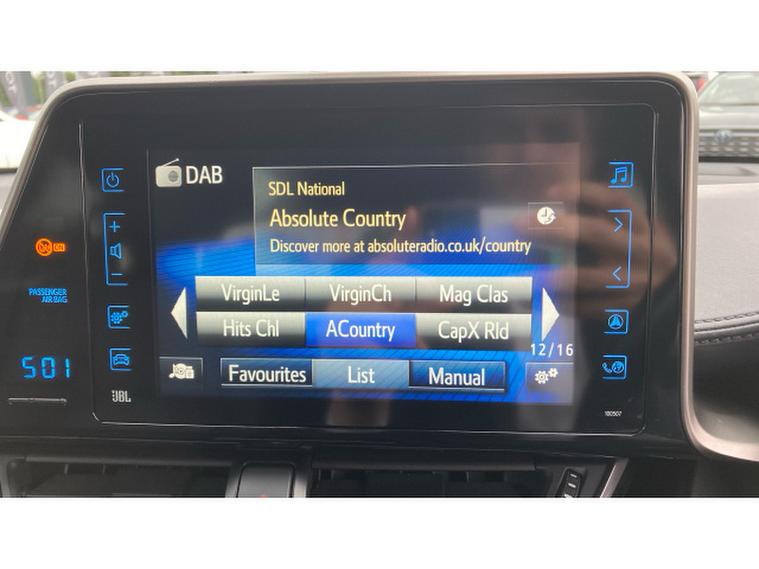 DAB
SDL National
Absolute Country
Discover more at absoluteradio.co.uk/country
VirginLe VirginCh Mag Clas
Hits Chl ACountry CapX Rld
12/16
Favourites List Manual
ON
PASSENGER
AIR BAG
501
JBL
100507